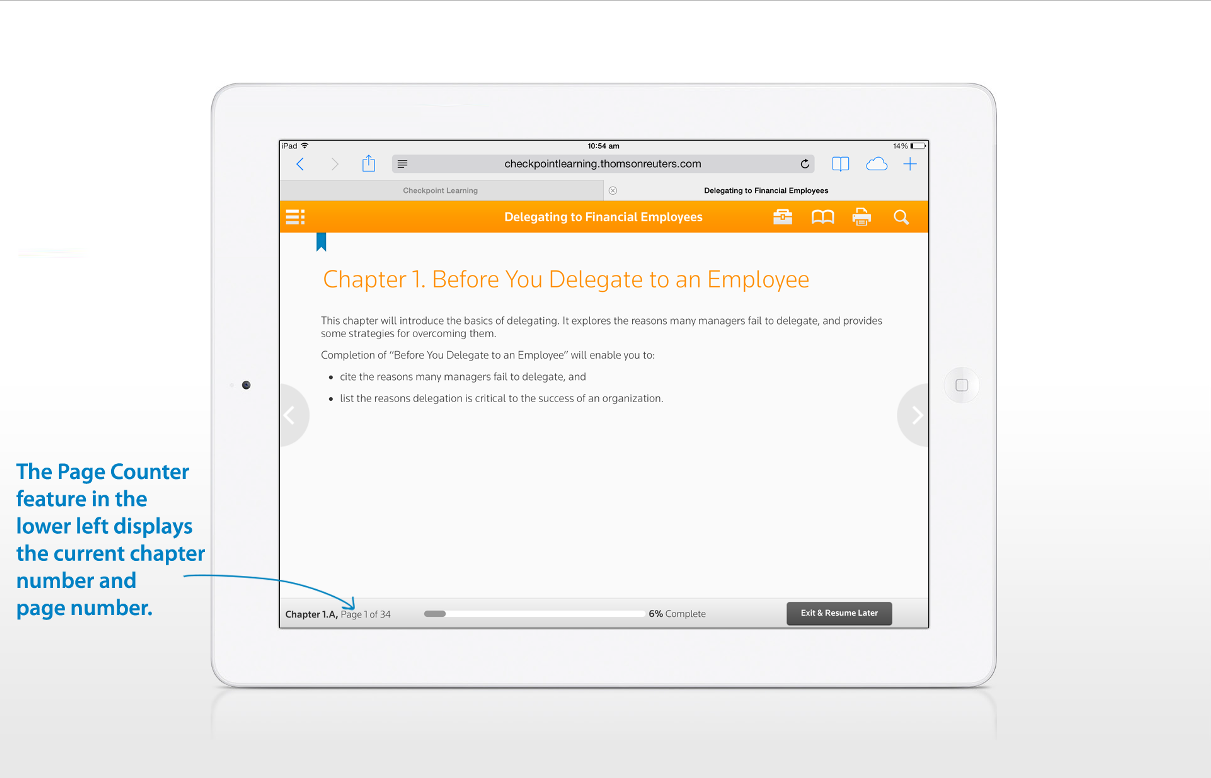 iPad 10:54 am 14%
checkpointlearning.thomsonreuters.com
Checkpoint Learning Delegating to Financial Employees
Delegating to Financial Employees
Chapter 1. Before You Delegate to an Employee
This chapter will introduce the basics of delegating. It explores the reasons many managers fail to delegate, and provides
some strategies for overcoming them.
Completion of “Before You Delegate to an Employee” will enable you to:
• cite the reasons many managers fail to delegate, and
• list the reasons delegation is critical to the success of an organization.
The Page Counter
feature in the
lower left displays
the current chapter
number and
page number.
Chapter 1.A, Page 1 of 34 6% Complete Exit & Resume Later